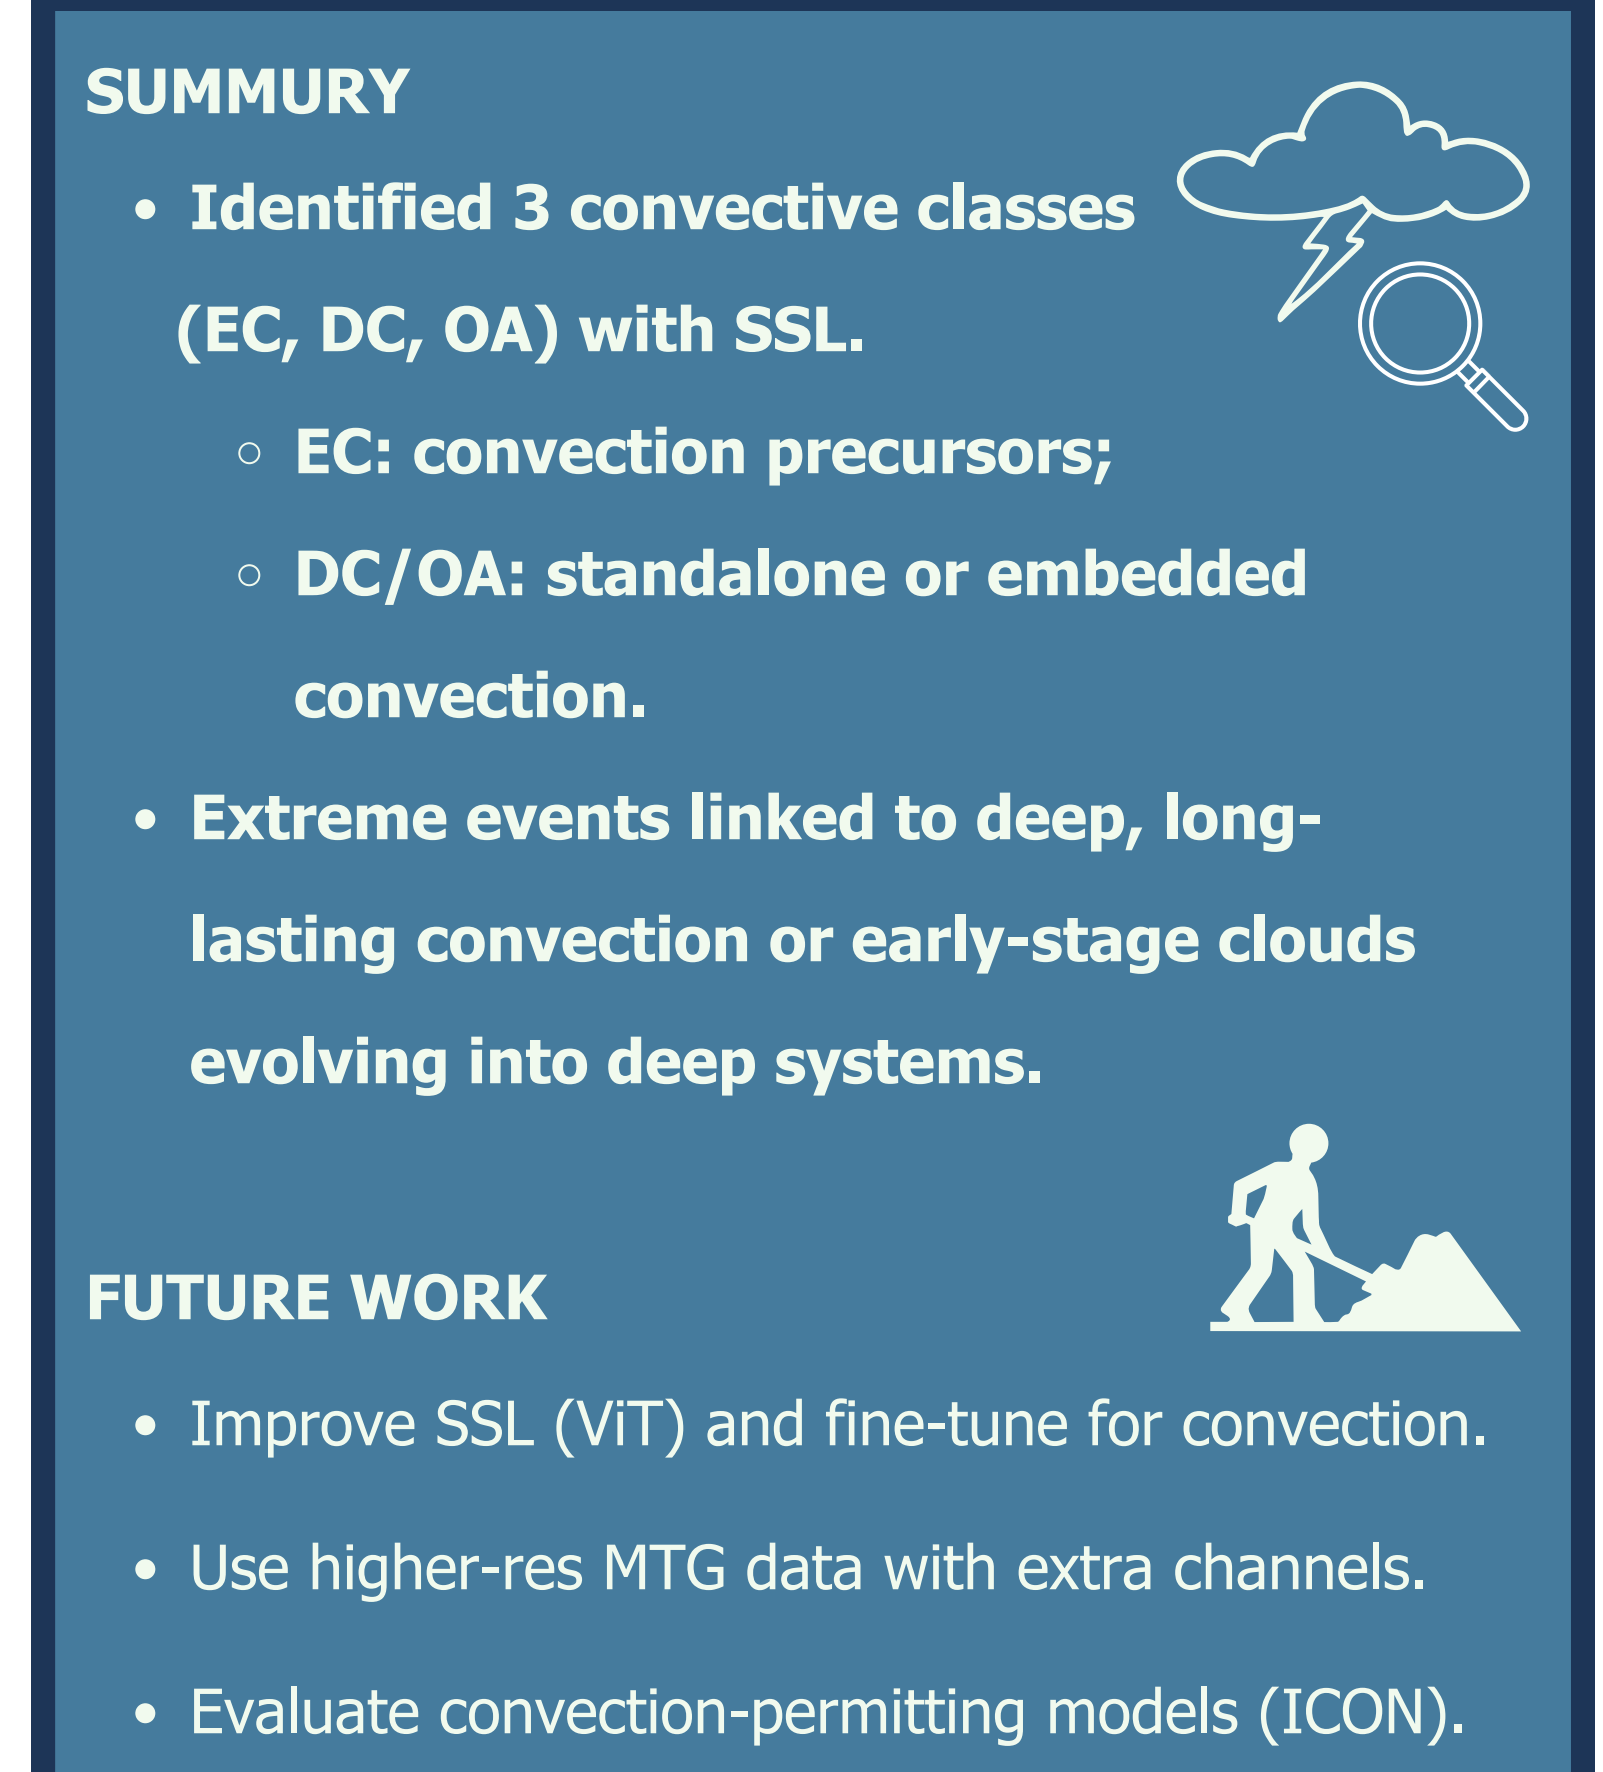 SUMMURY
• Identified 3 convective classes
(EC, DC, OA) with SSL.
◦ EC: convection precursors;
◦ DC/OA: standalone or embedded
convection.
• Extreme events linked to deep, long-
lasting convection or early-stage clouds
evolving into deep systems.
FUTURE WORK
• Improve SSL (ViT) and fine-tune for convection.
• Use higher-res MTG data with extra channels.
• Evaluate convection-permitting models (ICON).